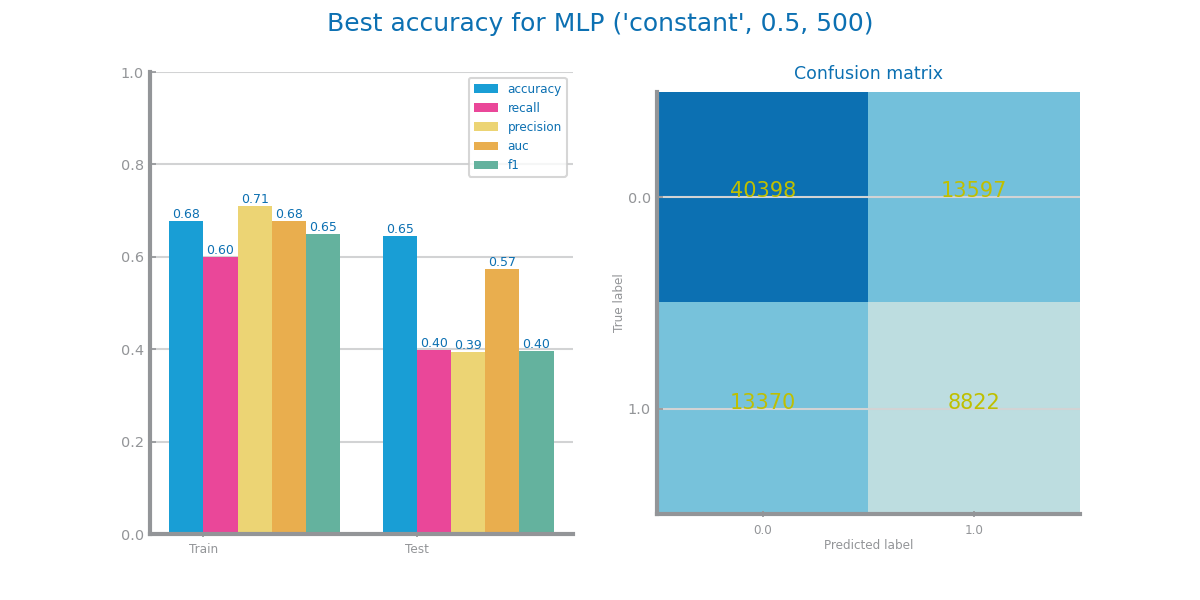 Best accuracy for MLP ('constant', 0.5, 500)
1.0
0.8
0.6
0.4
0.2
0.0
accuracy
recall
precision
auc
f1
0.68
0.60
0.71
0.68
0.65
0.65
0.40
0.39
0.57
0.40
Train
Test
Confusion matrix
True label
0.0
1.0
40398
13597
13370
8822
0.0
1.0
Predicted label